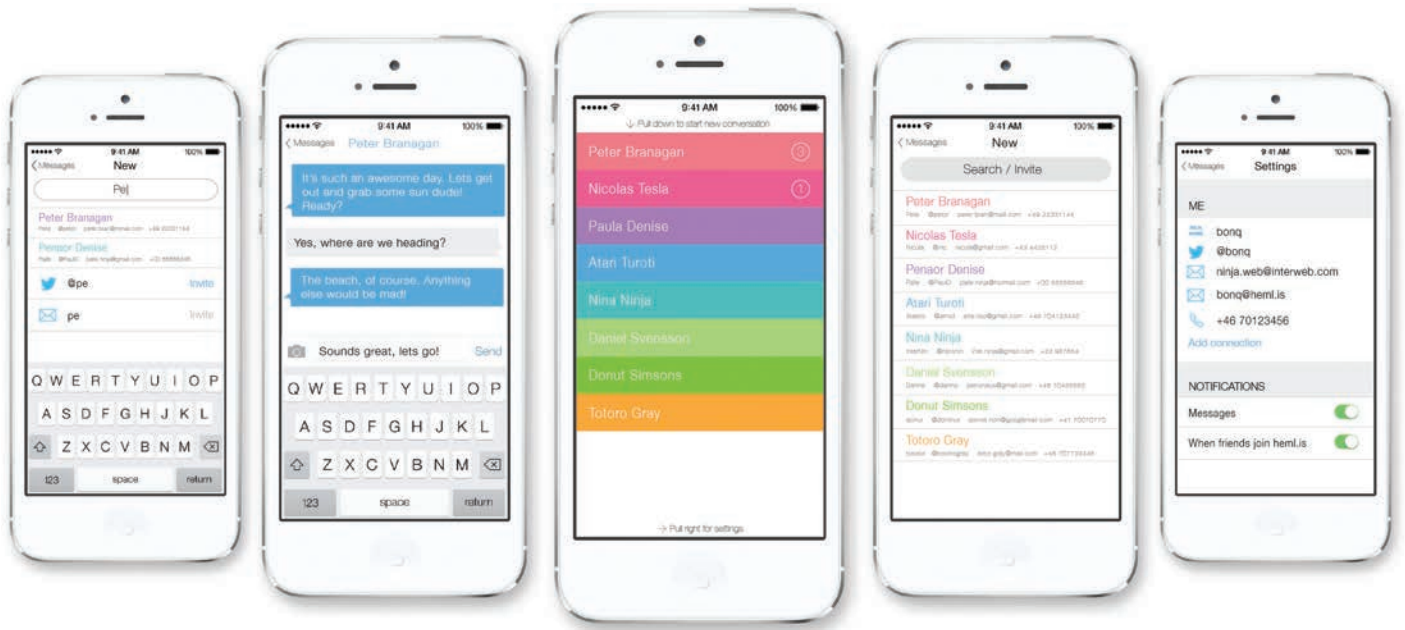 9:41 AM 100%
Messages New
Pe
Peter Branagan
Pensor Denise
@pe Invite
pe Invite
Q W E R T Y U I O P
A S D F G H J K L
Z X C V B N M
123 space return
9:41 AM 100%
Messages Peter Branagan
It's such an awesome day. Lets get
out and grab some sun dude!
Ready?
Yes, where are we heading?
The beach, of course. Anything
else would be mad!
Sounds great, lets go! Send
Q W E R T Y U I O P
A S D F G H J K L
Z X C V B N M
123 space return
9:41 AM 100%
↓ Pull down to start new conversation
Peter Branagan 3
Nicolas Tesla 1
Paula Denise
Atari Turoti
Nina Ninja
Daniel Svensson
Donut Simsons
Totoro Gray
→ Pull right for settings
9:41 AM 100%
Messages New
Search / Invite
Peter Branagan
Nicolas Tesla
Penaor Denise
Atari Turoti
Nina Ninja
Daniel Svensson
Donut Simsons
Totoro Gray
9:41 AM 100%
Messages Settings
ME
bonq
@bonq
ninja.web@interweb.com
bonq@heml.is
+46 70123456
Add connection
NOTIFICATIONS
Messages
When friends join heml.is